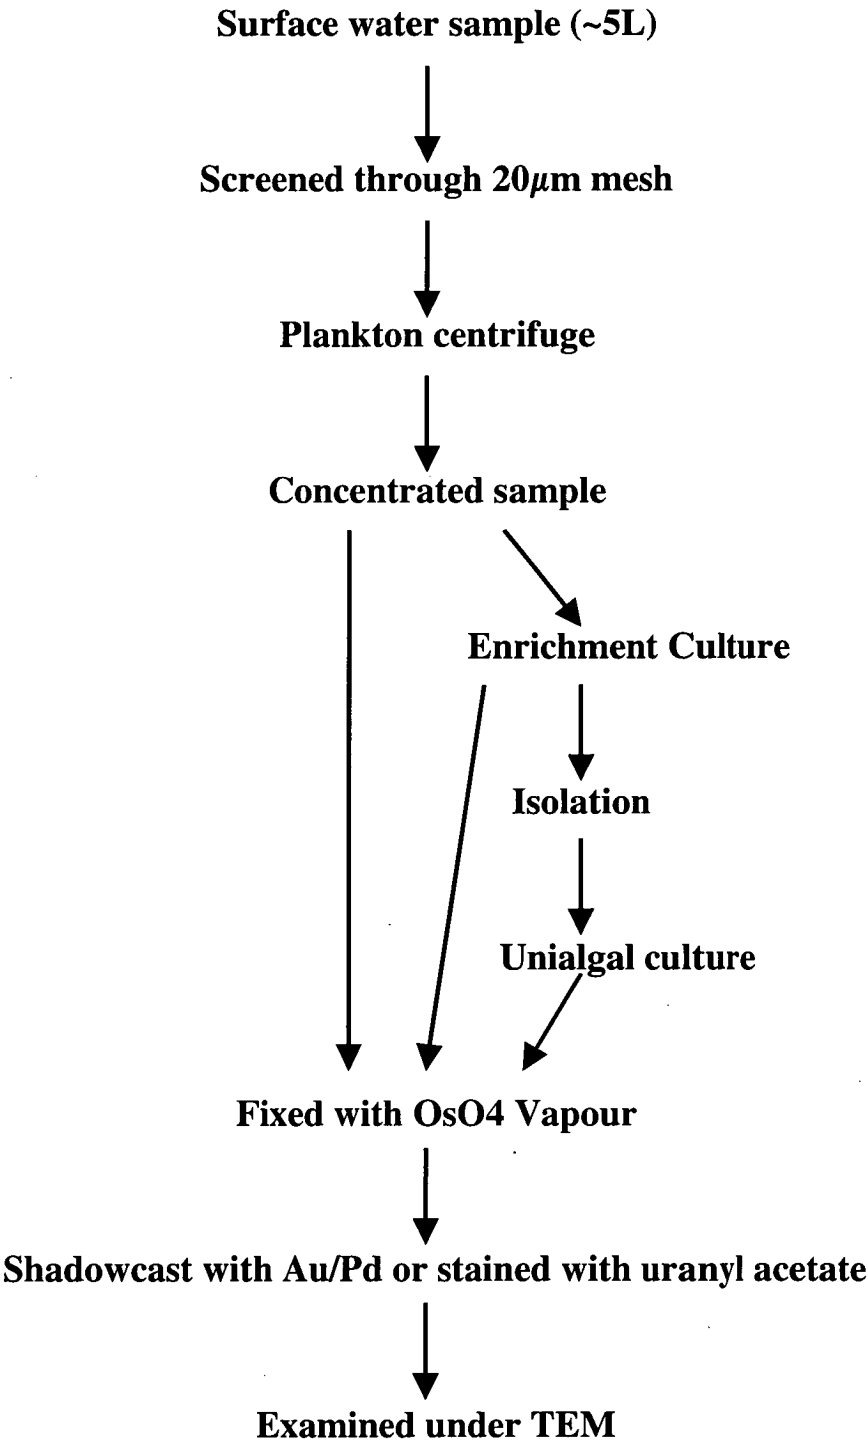 Surface water sample (~5L)
Screened through 20μm mesh
Plankton centrifuge
Concentrated sample
Enrichment Culture
Isolation
Unialgal culture
Fixed with OsO4 Vapour
Shadowcast with Au/Pd or stained with uranyl acetate
Examined under TEM